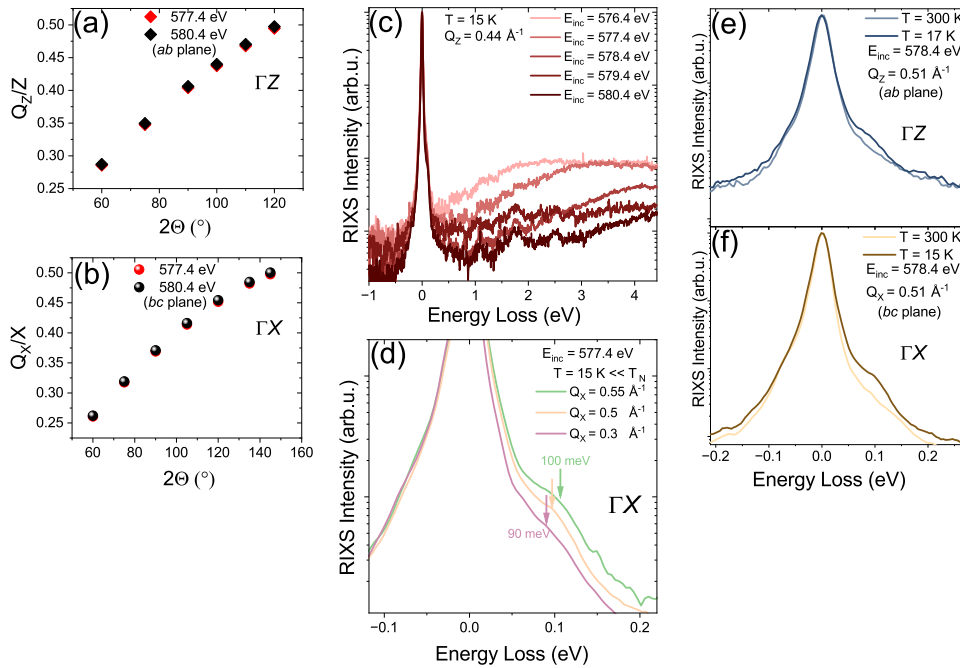 (a)
577.4 eV
580.4 eV
(ab plane)
ΓZ
Q_Z/Z
0.50
0.45
0.40
0.35
0.30
0.25
60 80 100 120
2Θ (°)
(b)
577.4 eV
580.4 eV
(bc plane)
ΓX
Q_X/X
0.50
0.45
0.40
0.35
0.30
0.25
60 80 100 120 140
2Θ (°)
(c)
T = 15 K
Q_Z = 0.44 Å⁻¹
E_inc = 576.4 eV
E_inc = 577.4 eV
E_inc = 578.4 eV
E_inc = 579.4 eV
E_inc = 580.4 eV
RIXS Intensity (arb.u.)
-1 0 1 2 3 4
Energy Loss (eV)
(d)
E_inc = 577.4 eV
T = 15 K << T_N
Q_X = 0.55 Å⁻¹
Q_X = 0.5 Å⁻¹
Q_X = 0.3 Å⁻¹
100 meV
90 meV
ΓX
RIXS Intensity (arb.u.)
-0.1 0.0 0.1 0.2
Energy Loss (eV)
(e)
T = 300 K
T = 17 K
E_inc = 578.4 eV
Q_Z = 0.51 Å⁻¹
(ab plane)
ΓZ
RIXS Intensity (arb.u.)
(f)
T = 300 K
T = 15 K
E_inc = 578.4 eV
Q_X = 0.51 Å⁻¹
(bc plane)
ΓX
RIXS Intensity (arb.u.)
-0.2 -0.1 0.0 0.1 0.2
Energy Loss (eV)